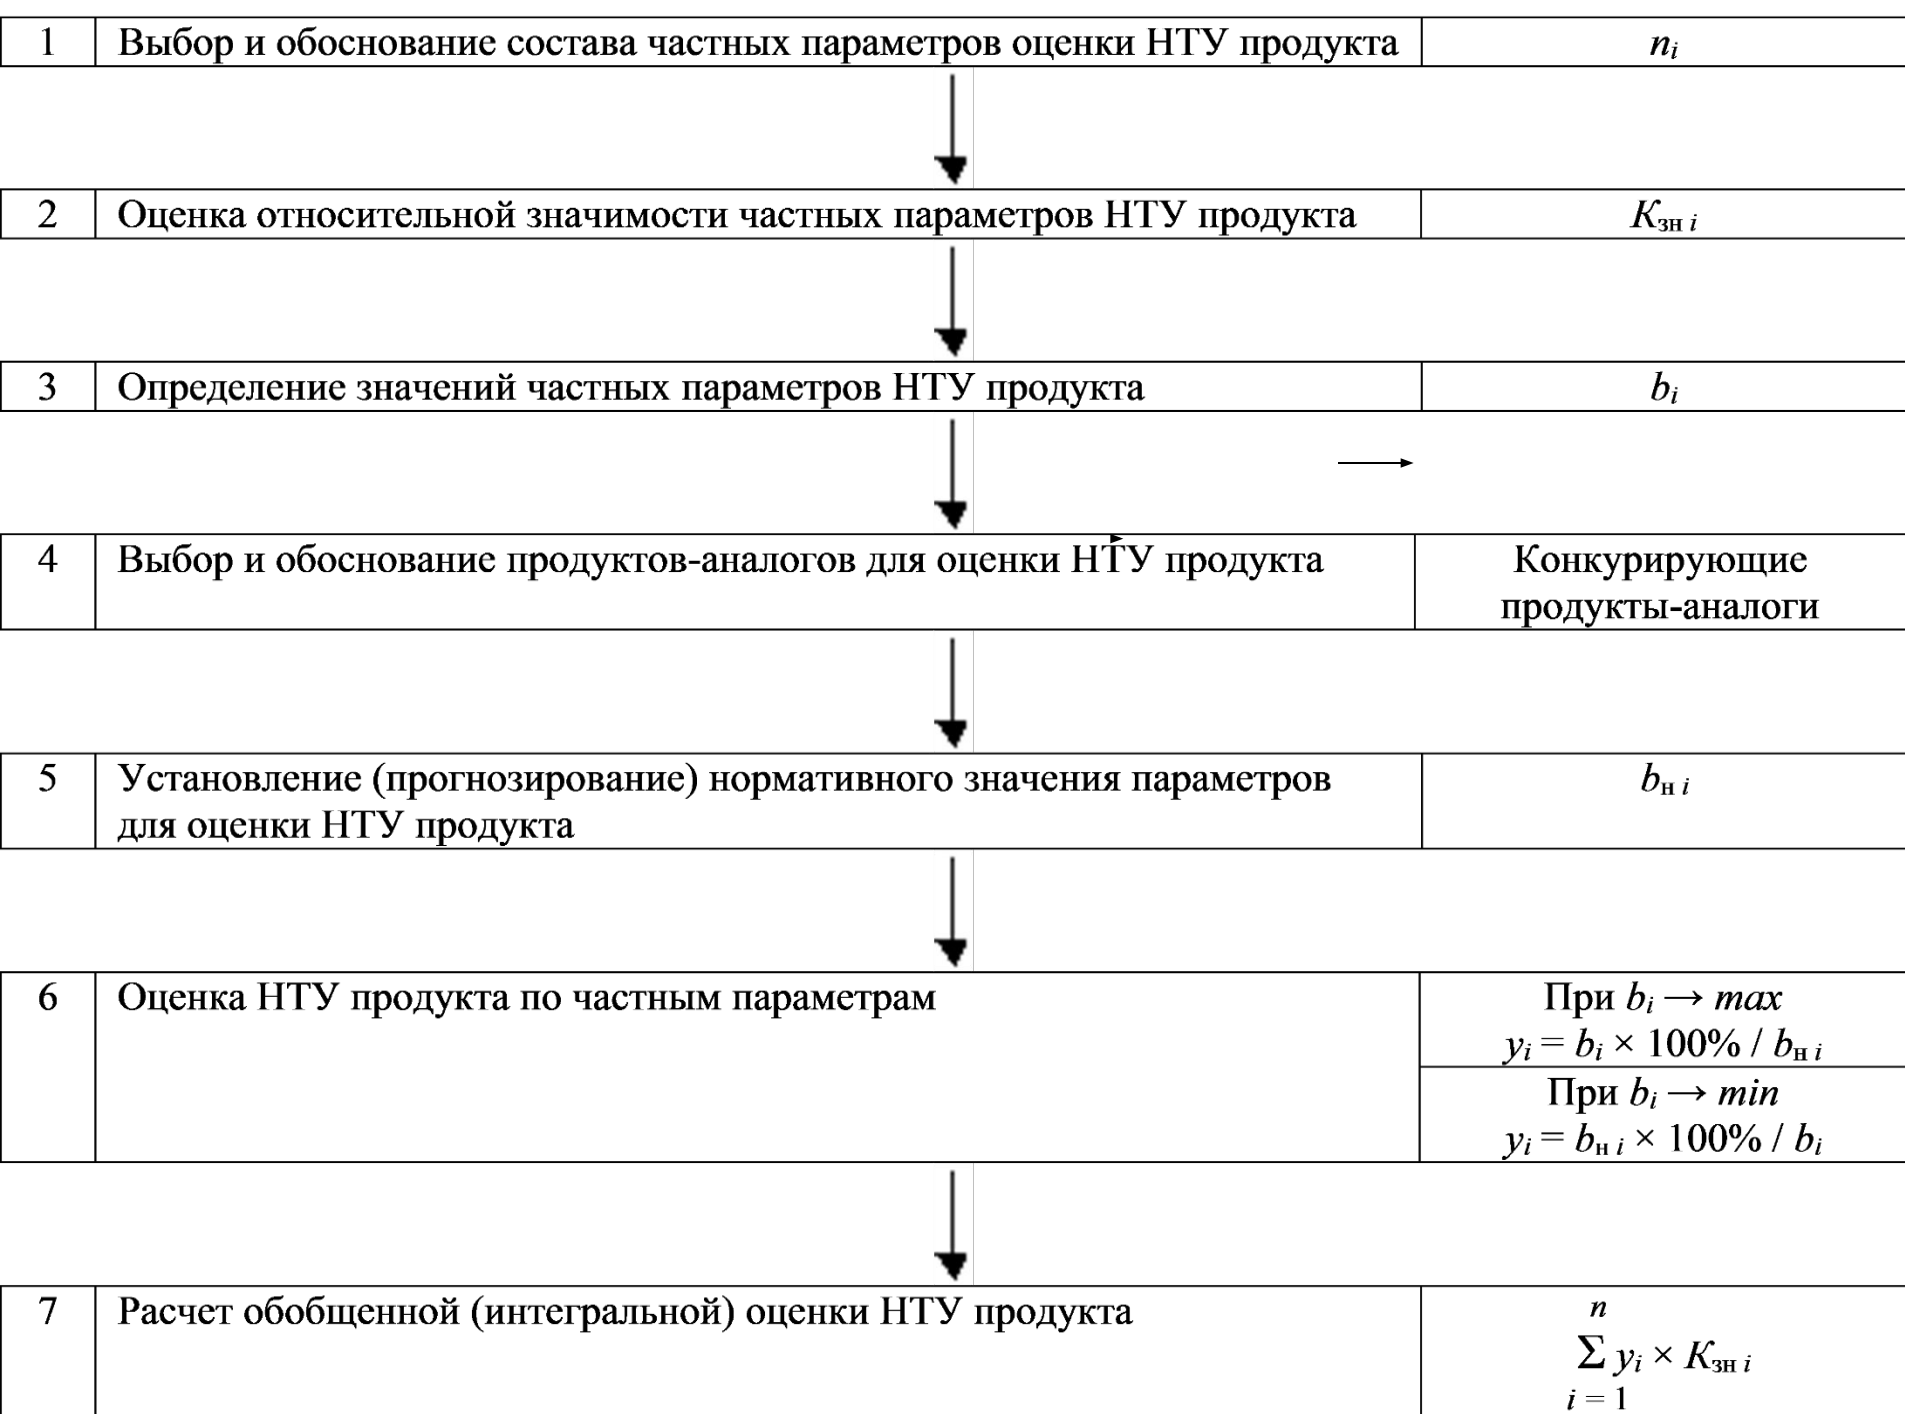 1 Выбор и обоснование состава частных параметров оценки НТУ продукта nᵢ
2 Оценка относительной значимости частных параметров НТУ продукта Kзн i
3 Определение значений частных параметров НТУ продукта bᵢ
4 Выбор и обоснование продуктов-аналогов для оценки НТУ продукта Конкурирующие
продукты-аналоги
5 Установление (прогнозирование) нормативного значения параметров bн i
для оценки НТУ продукта
6 Оценка НТУ продукта по частным параметрам При bᵢ → max
yᵢ = bᵢ × 100% / bн i
При bᵢ → min
yᵢ = bн i × 100% / bᵢ
7 Расчет обобщенной (интегральной) оценки НТУ продукта n
Σ yᵢ × Kзн i
i = 1